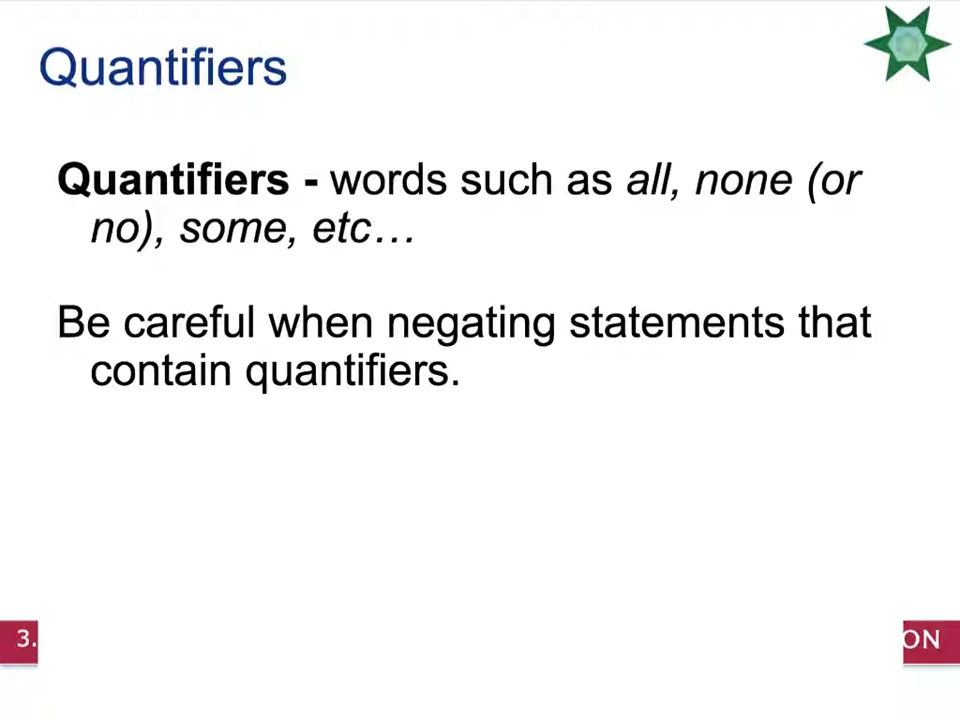 Quantifiers
Quantifiers - words such as all, none (or
no), some, etc…
Be careful when negating statements that
contain quantifiers.
3.
ON